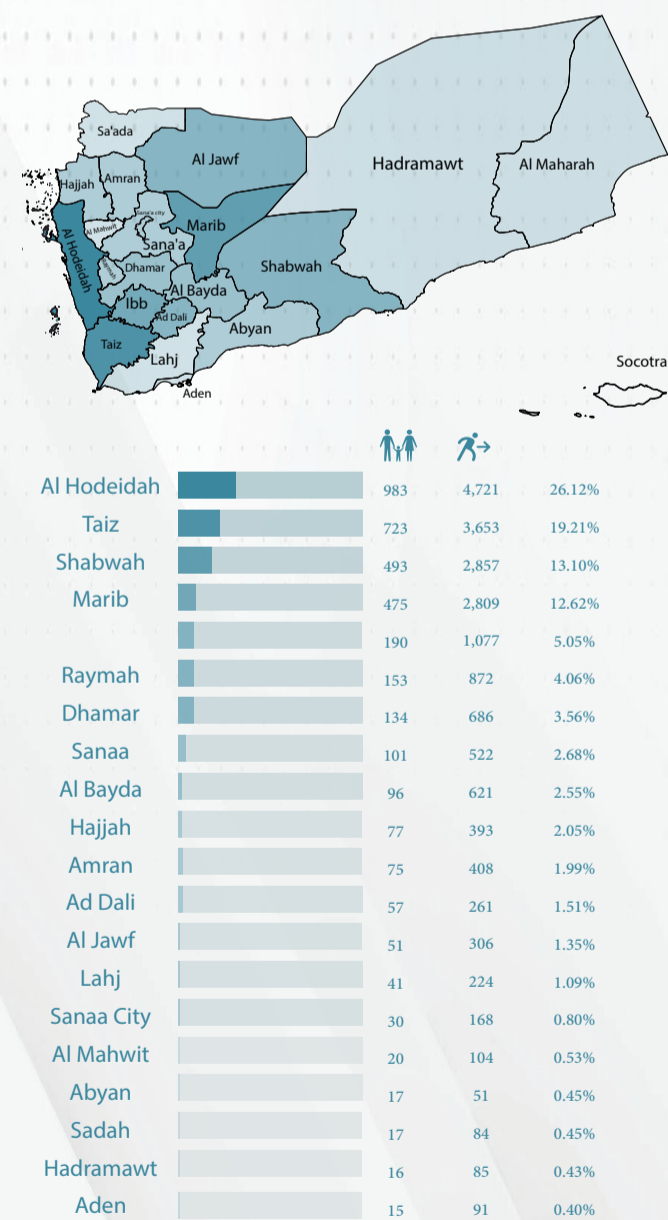 Sa'ada
Al Jawf
Hadramawt
Al Maharah
Hajjah
Amran
Sana'a city
Marib
Al Mahwit
Sana'a
Al Hodeidah
Shabwah
Raymah
Dhamar
Al Bayda
Ibb
Ad Dali
Abyan
Taiz
Lahj
Socotra
Aden
Al Hodeidah 983 4,721 26.12%
Taiz 723 3,653 19.21%
Shabwah 493 2,857 13.10%
Marib 475 2,809 12.62%
190 1,077 5.05%
Raymah 153 872 4.06%
Dhamar 134 686 3.56%
Sanaa 101 522 2.68%
Al Bayda 96 621 2.55%
Hajjah 77 393 2.05%
Amran 75 408 1.99%
Ad Dali 57 261 1.51%
Al Jawf 51 306 1.35%
Lahj 41 224 1.09%
Sanaa City 30 168 0.80%
Al Mahwit 20 104 0.53%
Abyan 17 51 0.45%
Sadah 17 84 0.45%
Hadramawt 16 85 0.43%
Aden 15 91 0.40%